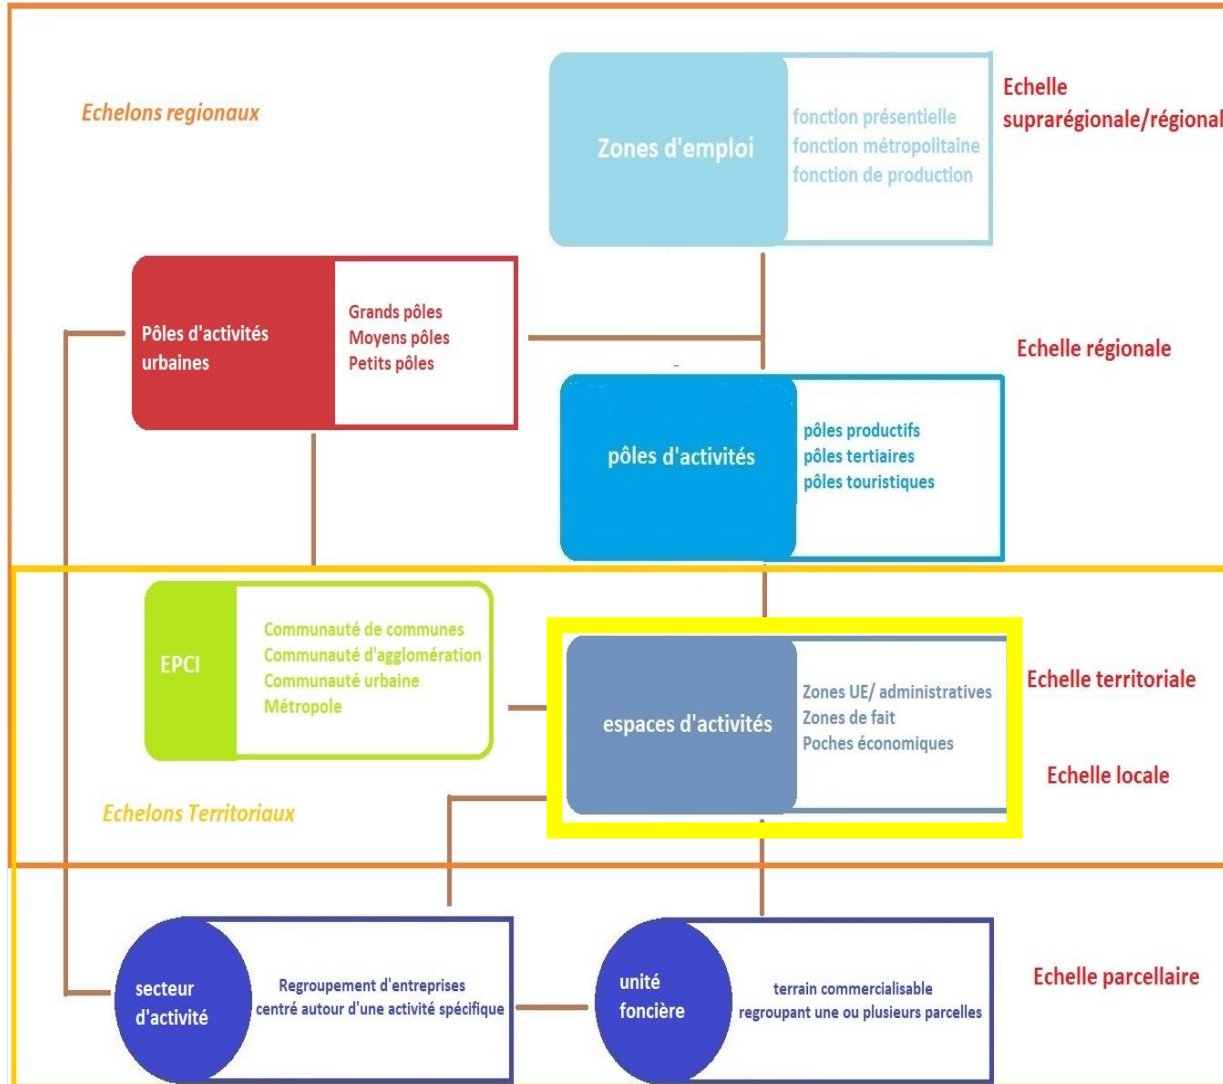 Echelons regionaux
Zones d'emploi
fonction présentielle
fonction métropolitaine
fonction de production
Echelle
suprarégionale/régional
Pôles d'activités
urbaines
Grands pôles
Moyens pôles
Petits pôles
Echelle régionale
pôles d'activités
pôles productifs
pôles tertiaires
pôles touristiques
EPCI
Communauté de communes
Communauté d'agglomération
Communauté urbaine
Métropole
espaces d'activités
Zones UE/ administratives
Zones de fait
Poches économiques
Echelle territoriale
Echelle locale
Echelons Territoriaux
secteur
d'activité
Regroupement d'entreprises
centré autour d'une activité spécifique
unité
foncière
terrain commercialisable
regroupant une ou plusieurs parcelles
Echelle parcellaire